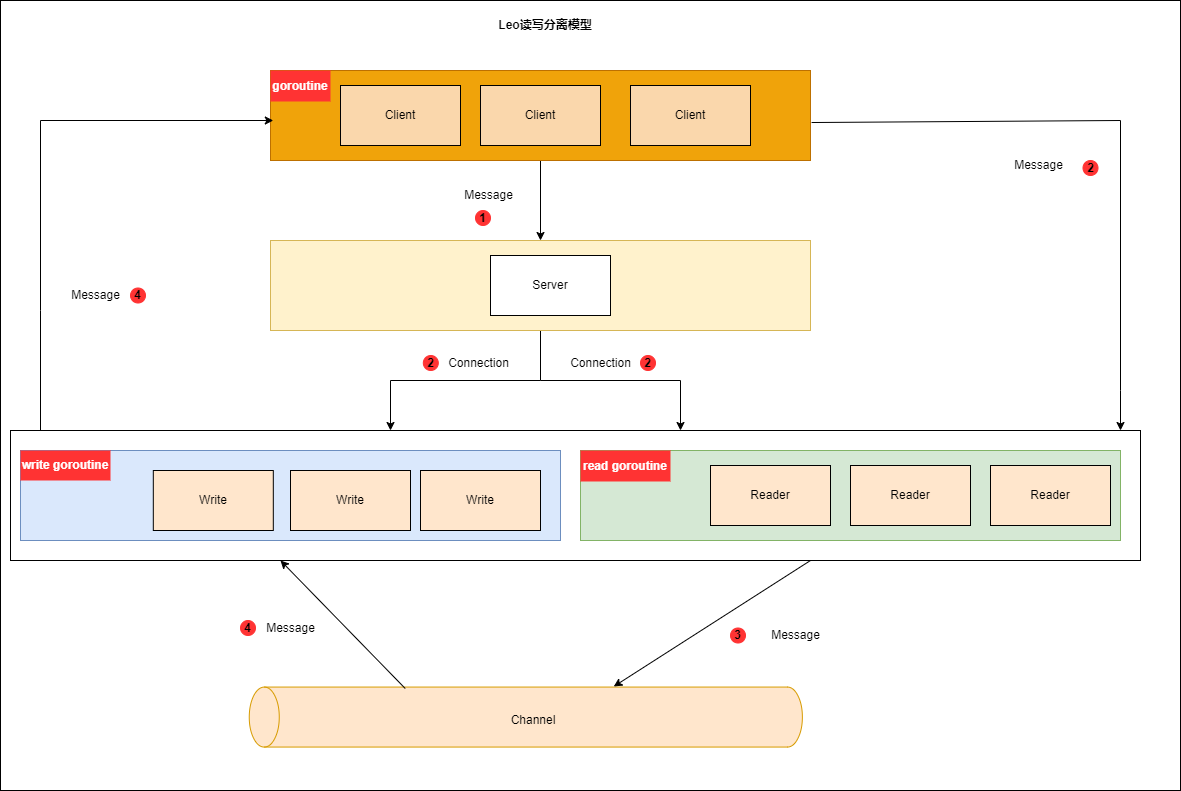 Leo读写分离模型
goroutine
Client
Client
Client
Message
1
Message
2
Server
Message
4
2
Connection
Connection
2
write goroutine
Write
Write
Write
read goroutine
Reader
Reader
Reader
4
Message
3
Message
Channel